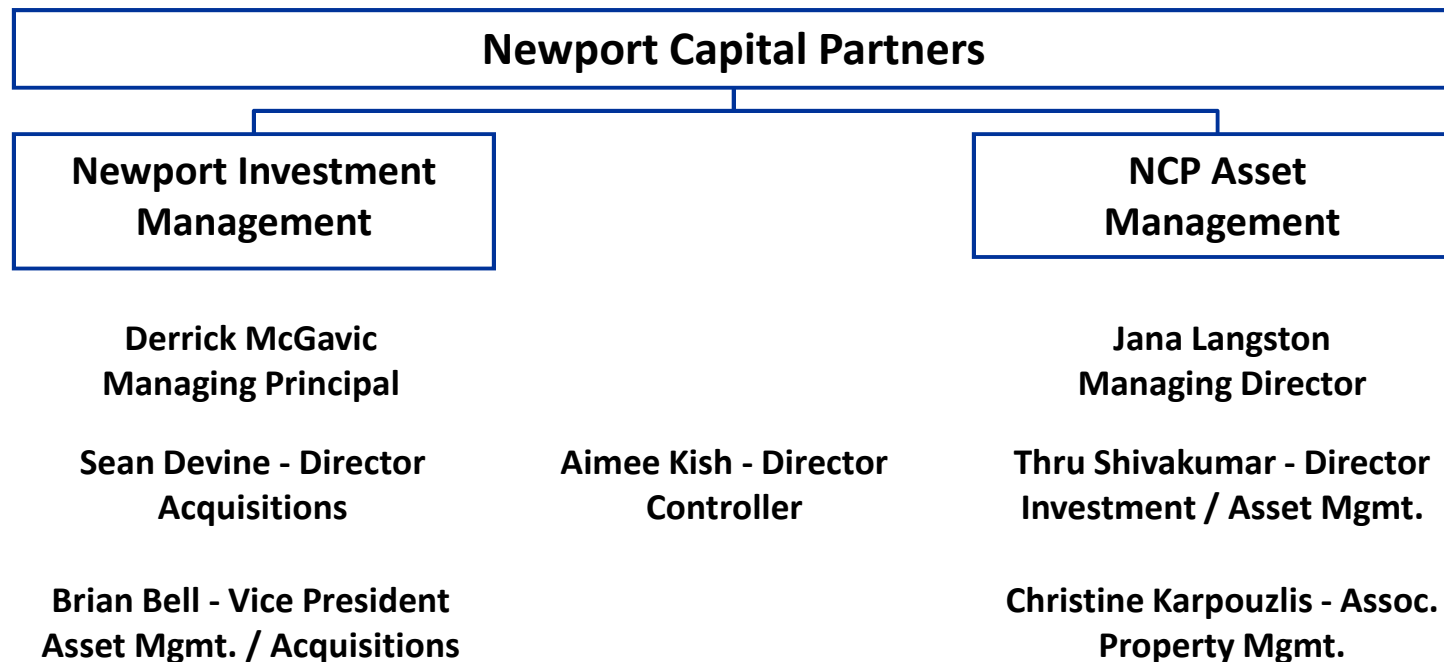 Newport Capital Partners
Newport Investment
Management
NCP Asset
Management
Derrick McGavic
Managing Principal
Jana Langston
Managing Director
Sean Devine - Director
Acquisitions
Aimee Kish - Director
Controller
Thru Shivakumar - Director
Investment / Asset Mgmt.
Brian Bell - Vice President
Asset Mgmt. / Acquisitions
Christine Karpouzlis - Assoc.
Property Mgmt.